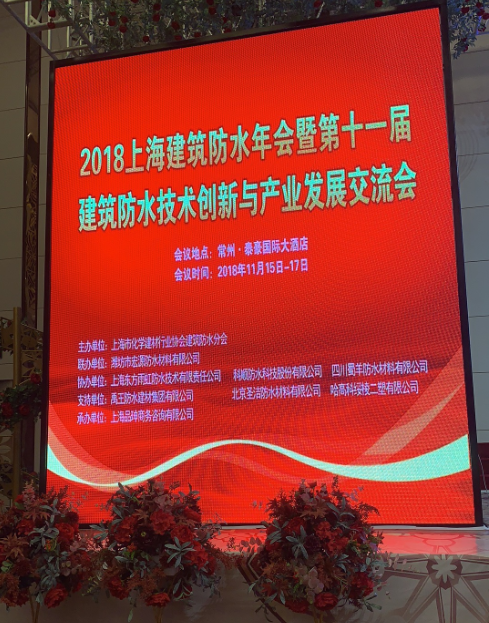 2018上海建筑防水年会暨第十一届
建筑防水技术创新与产业发展交流会
会议地点：常州·泰豪国际大酒店
会议时间：2018年11月15日-17日
主办单位：上海市化学建材行业协会建筑防水分会
联办单位：潍坊市宏源防水材料有限公司
协办单位：上海东方雨虹防水技术有限责任公司 科顺防水科技股份有限公司 四川蜀羊防水材料有限公司
支持单位：禹王防水建材集团有限公司 北京圣洁防水材料有限公司 哈高科绥棱二塑有限公司
承办单位：上海品绰商务咨询有限公司